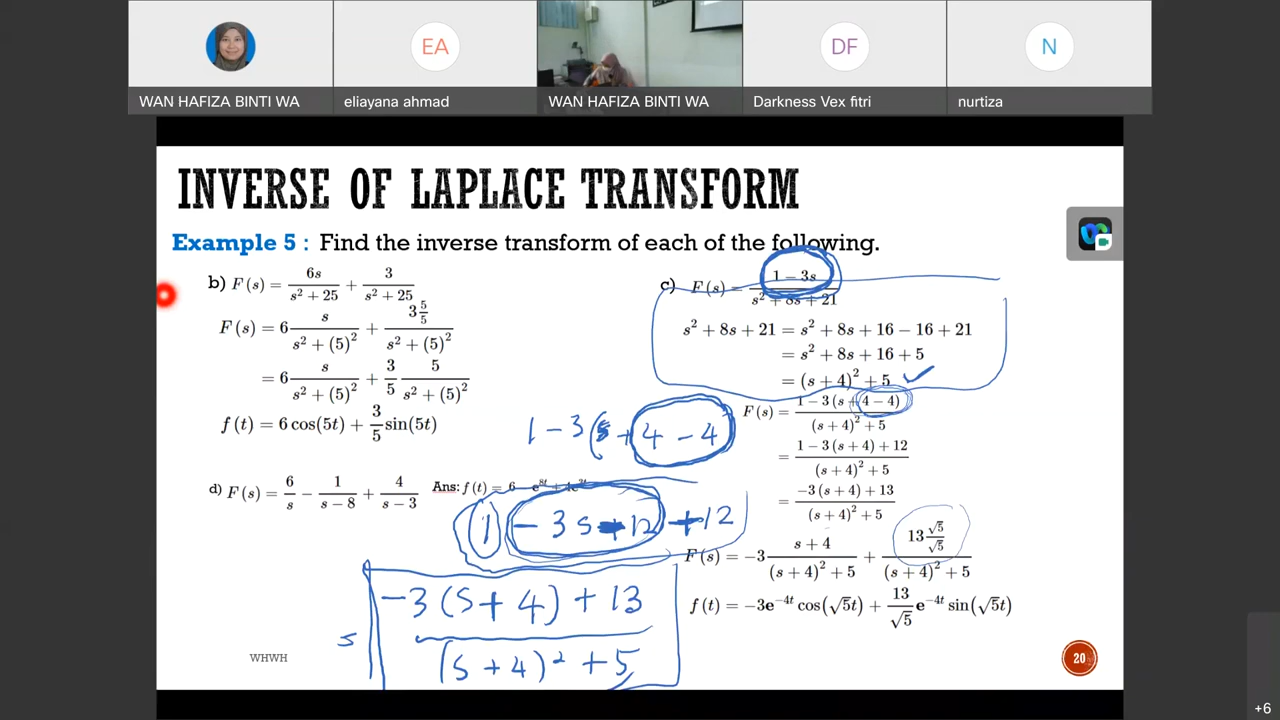 EA
DF
N
WAN HAFIZA BINTI WA
eliayana ahmad
WAN HAFIZA BINTI WA
Darkness Vex fitri
nurtiza
INVERSE OF LAPLACE TRANSFORM
Example 5 : Find the inverse transform of each of the following.
b) F(s) = 6s/(s² + 25) + 3/(s² + 25)
F(s) = 6 s/(s² + (5)²) + 3 5/5/(s² + (5)²)
= 6 s/(s² + (5)²) + 3/5 5/(s² + (5)²)
f(t) = 6 cos(5t) + 3/5 sin(5t)
d) F(s) = 6/s − 1/(s − 8) + 4/(s − 3) Ans: f(t) = 6
c) F(s) = (1 − 3s)/(s² + 8s + 21)
s² + 8s + 21 = s² + 8s + 16 − 16 + 21
= s² + 8s + 16 + 5
= (s + 4)² + 5
F(s) = (1 − 3(s + 4 − 4))/((s + 4)² + 5)
= (1 − 3(s + 4) + 12)/((s + 4)² + 5)
= (−3(s + 4) + 13)/((s + 4)² + 5)
F(s) = −3 (s + 4)/((s + 4)² + 5) + 13 √5/√5/((s + 4)² + 5)
f(t) = −3e^(−4t) cos(√5t) + 13/√5 e^(−4t) sin(√5t)
1 − 3(s + 4 − 4
1 − 3s − 12 + 12
−3(s + 4) + 13
(s + 4)² + 5
s
WHWH
20
+6